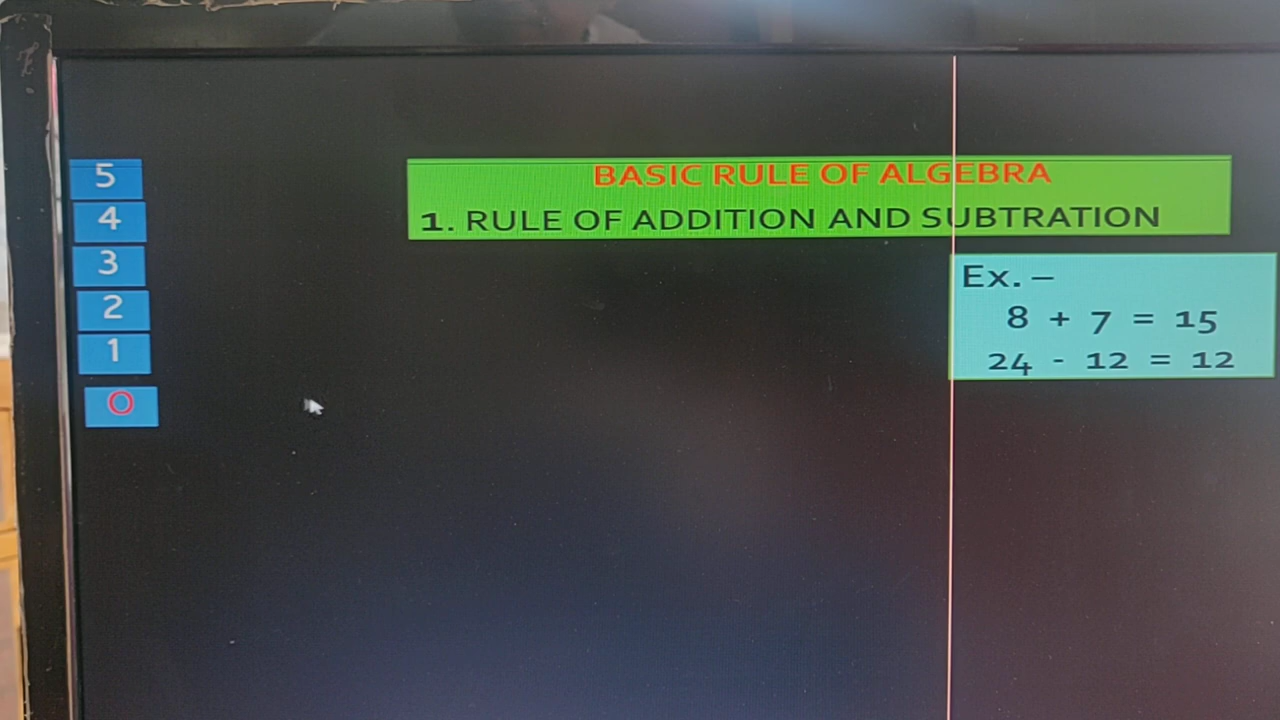 5
4
3
2
1
0
BASIC RULE OF ALGEBRA
1. RULE OF ADDITION AND SUBTRATION
Ex. –
8 + 7 = 15
24 - 12 = 12